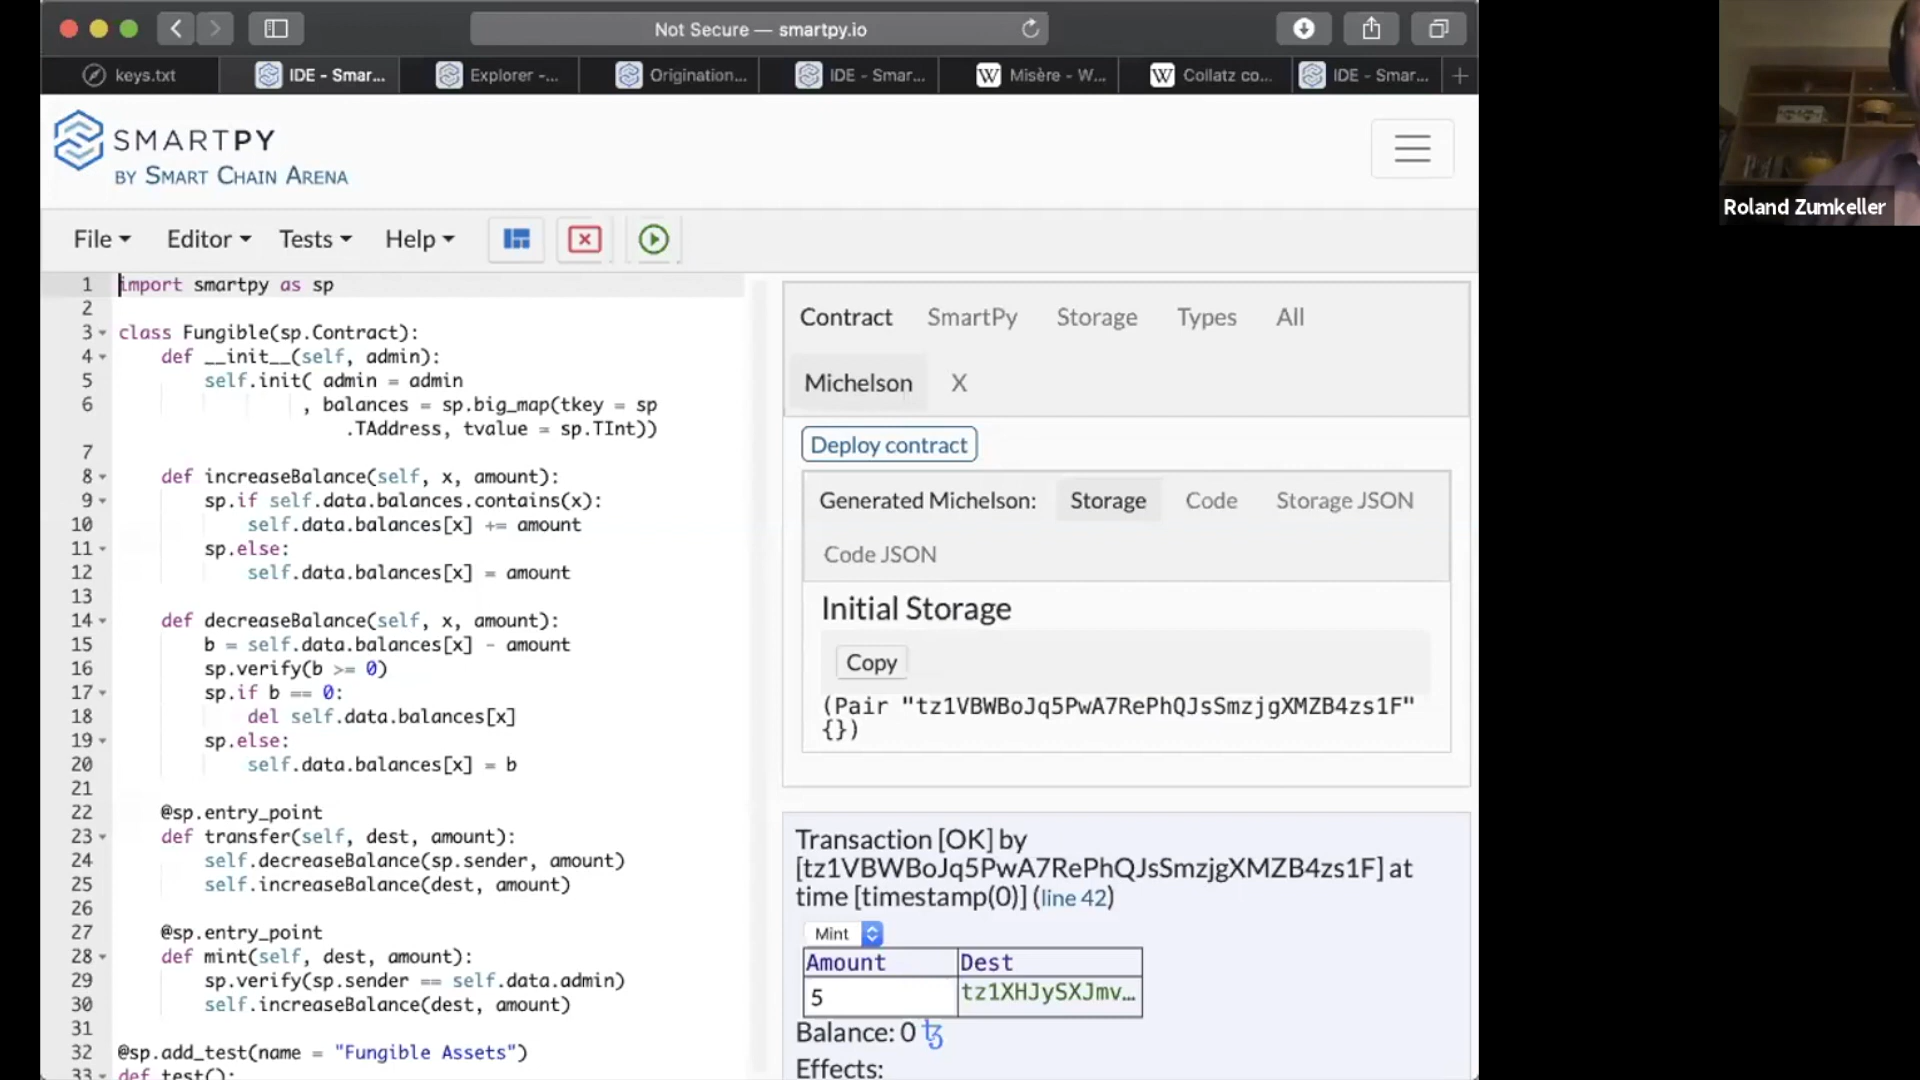 Not Secure — smartpy.io
keys.txt
IDE - Smar...
Explorer -...
Origination...
IDE - Smar...
W Misère - W...
W Collatz co...
IDE - Smar...
SMARTPY
BY SMART CHAIN ARENA
Roland Zumkeller
File Editor Tests Help
1 import smartpy as sp
2
3 class Fungible(sp.Contract):
4 def __init__(self, admin):
5 self.init( admin = admin
6 , balances = sp.big_map(tkey = sp
.TAddress, tvalue = sp.TInt))
7
8 def increaseBalance(self, x, amount):
9 sp.if self.data.balances.contains(x):
10 self.data.balances[x] += amount
11 sp.else:
12 self.data.balances[x] = amount
13
14 def decreaseBalance(self, x, amount):
15 b = self.data.balances[x] - amount
16 sp.verify(b >= 0)
17 sp.if b == 0:
18 del self.data.balances[x]
19 sp.else:
20 self.data.balances[x] = b
21
22 @sp.entry_point
23 def transfer(self, dest, amount):
24 self.decreaseBalance(sp.sender, amount)
25 self.increaseBalance(dest, amount)
26
27 @sp.entry_point
28 def mint(self, dest, amount):
29 sp.verify(sp.sender == self.data.admin)
30 self.increaseBalance(dest, amount)
31
32 @sp.add_test(name = "Fungible Assets")
33 def test():
Contract SmartPy Storage Types All
Michelson X
Deploy contract
Generated Michelson: Storage Code Storage JSON
Code JSON
Initial Storage
Copy
(Pair "tz1VBWBoJq5PwA7RePhQJsSmzjgXMZB4zs1F"
{})
Transaction [OK] by
[tz1VBWBoJq5PwA7RePhQJsSmzjgXMZB4zs1F] at
time [timestamp(0)] (line 42)
Mint
Amount Dest
5 tz1XHJySXJmv…
Balance: 0 ꜩ
Effects: